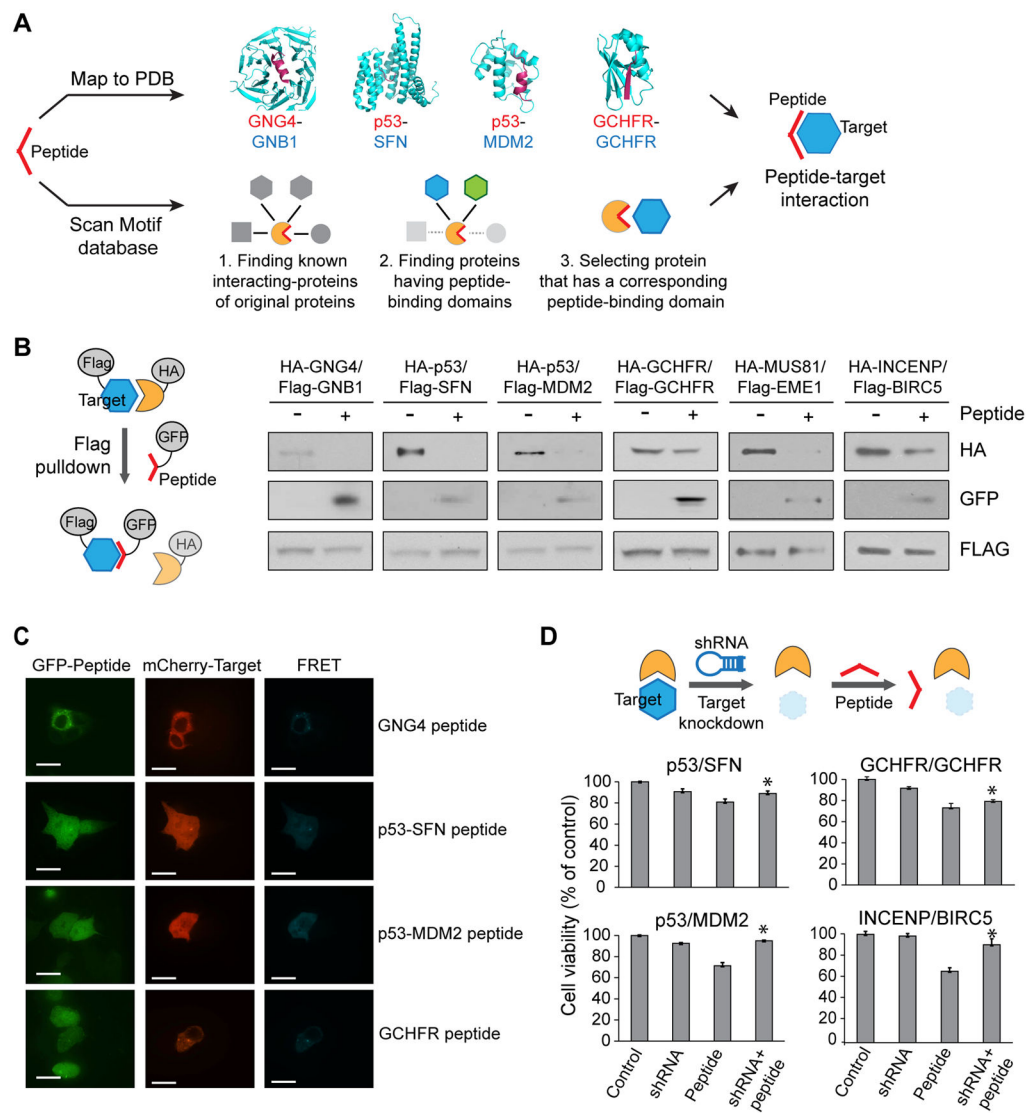 A
Map to PDB
Peptide
Scan Motif
database
GNG4-
GNB1
p53-
SFN
p53-
MDM2
GCHFR-
GCHFR
1. Finding known
interacting-proteins
of original proteins
2. Finding proteins
having peptide-
binding domains
3. Selecting protein
that has a corresponding
peptide-binding domain
Peptide
Target
Peptide-target
interaction
B
Flag
HA
Target
Flag
pulldown
GFP
Peptide
Flag
GFP
HA
HA-GNG4/
Flag-GNB1
HA-p53/
Flag-SFN
HA-p53/
Flag-MDM2
HA-GCHFR/
Flag-GCHFR
HA-MUS81/
Flag-EME1
HA-INCENP/
Flag-BIRC5
- + - + - + - + - + - + Peptide
HA
GFP
FLAG
C
GFP-Peptide mCherry-Target FRET
GNG4 peptide
p53-SFN peptide
p53-MDM2 peptide
GCHFR peptide
D
shRNA
Target
Target
knockdown
Peptide
Cell viability (% of control)
p53/SFN
100
80
60
40
20
0
*
GCHFR/GCHFR
100
80
60
40
20
0
*
p53/MDM2
100
80
60
40
20
0
*
INCENP/BIRC5
100
80
60
40
20
0
*
Control
shRNA
Peptide
shRNA+
peptide
Control
shRNA
Peptide
shRNA+
peptide